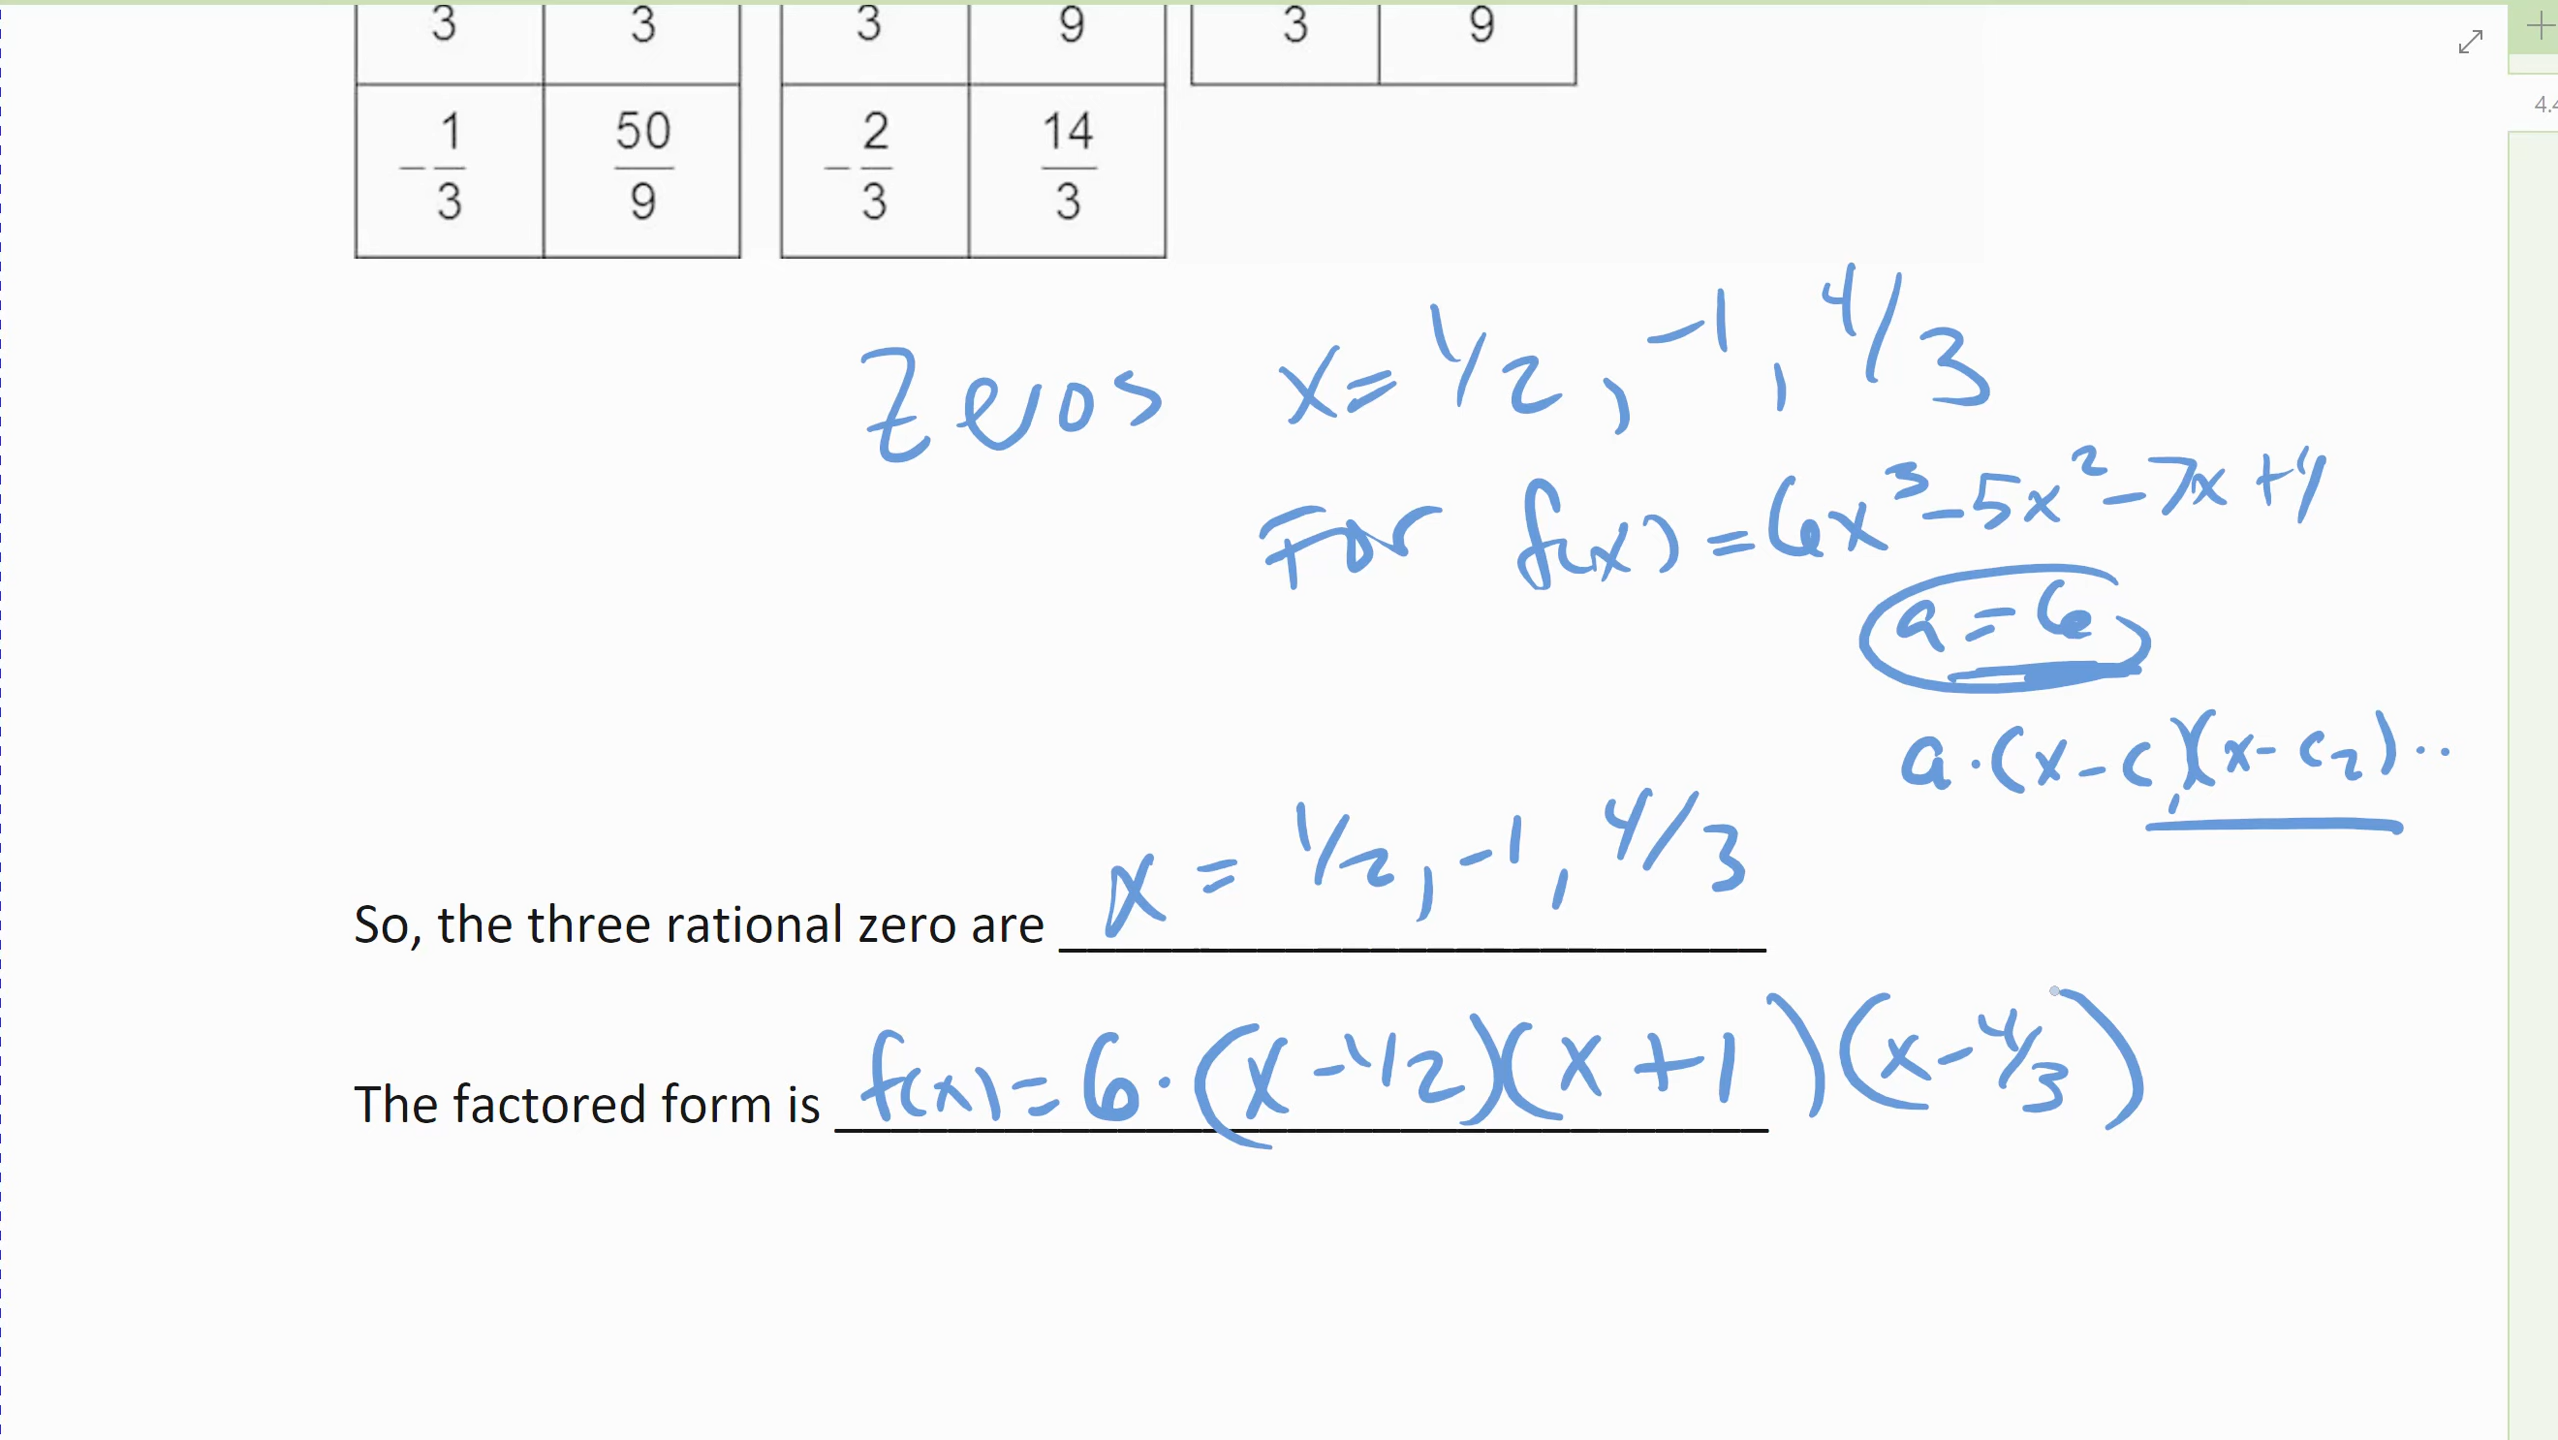 3 3 3 9 3 9
-1/3 50/9 -2/3 14/3
Zeros x = 1/2, -1, 4/3
For f(x) = 6x³ - 5x² - 7x + 4
a = 6
a·(x - c₁)(x - c₂)..
So, the three rational zero are x = 1/2, -1, 4/3
The factored form is f(x) = 6·(x - 1/2)(x + 1)(x - 4/3)